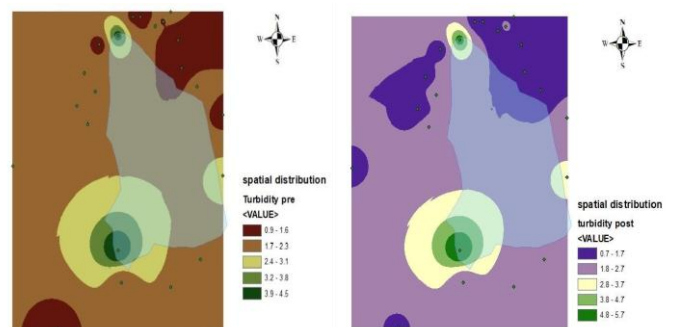 N
W E
S
spatial distribution
Turbidity pre
<VALUE>
0.9 - 1.6
1.7 - 2.3
2.4 - 3.1
3.2 - 3.8
3.9 - 4.5
N
W E
S
spatial distribution
turbidity post
<VALUE>
0.7 - 1.7
1.8 - 2.7
2.8 - 3.7
3.8 - 4.7
4.8 - 5.7